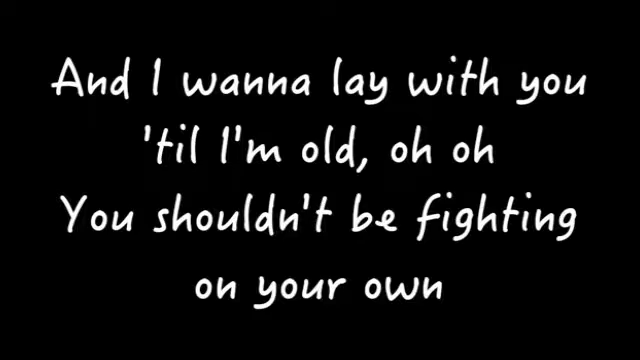 And I wanna lay with you
'til I'm old, oh oh
You shouldn't be fighting
on your own